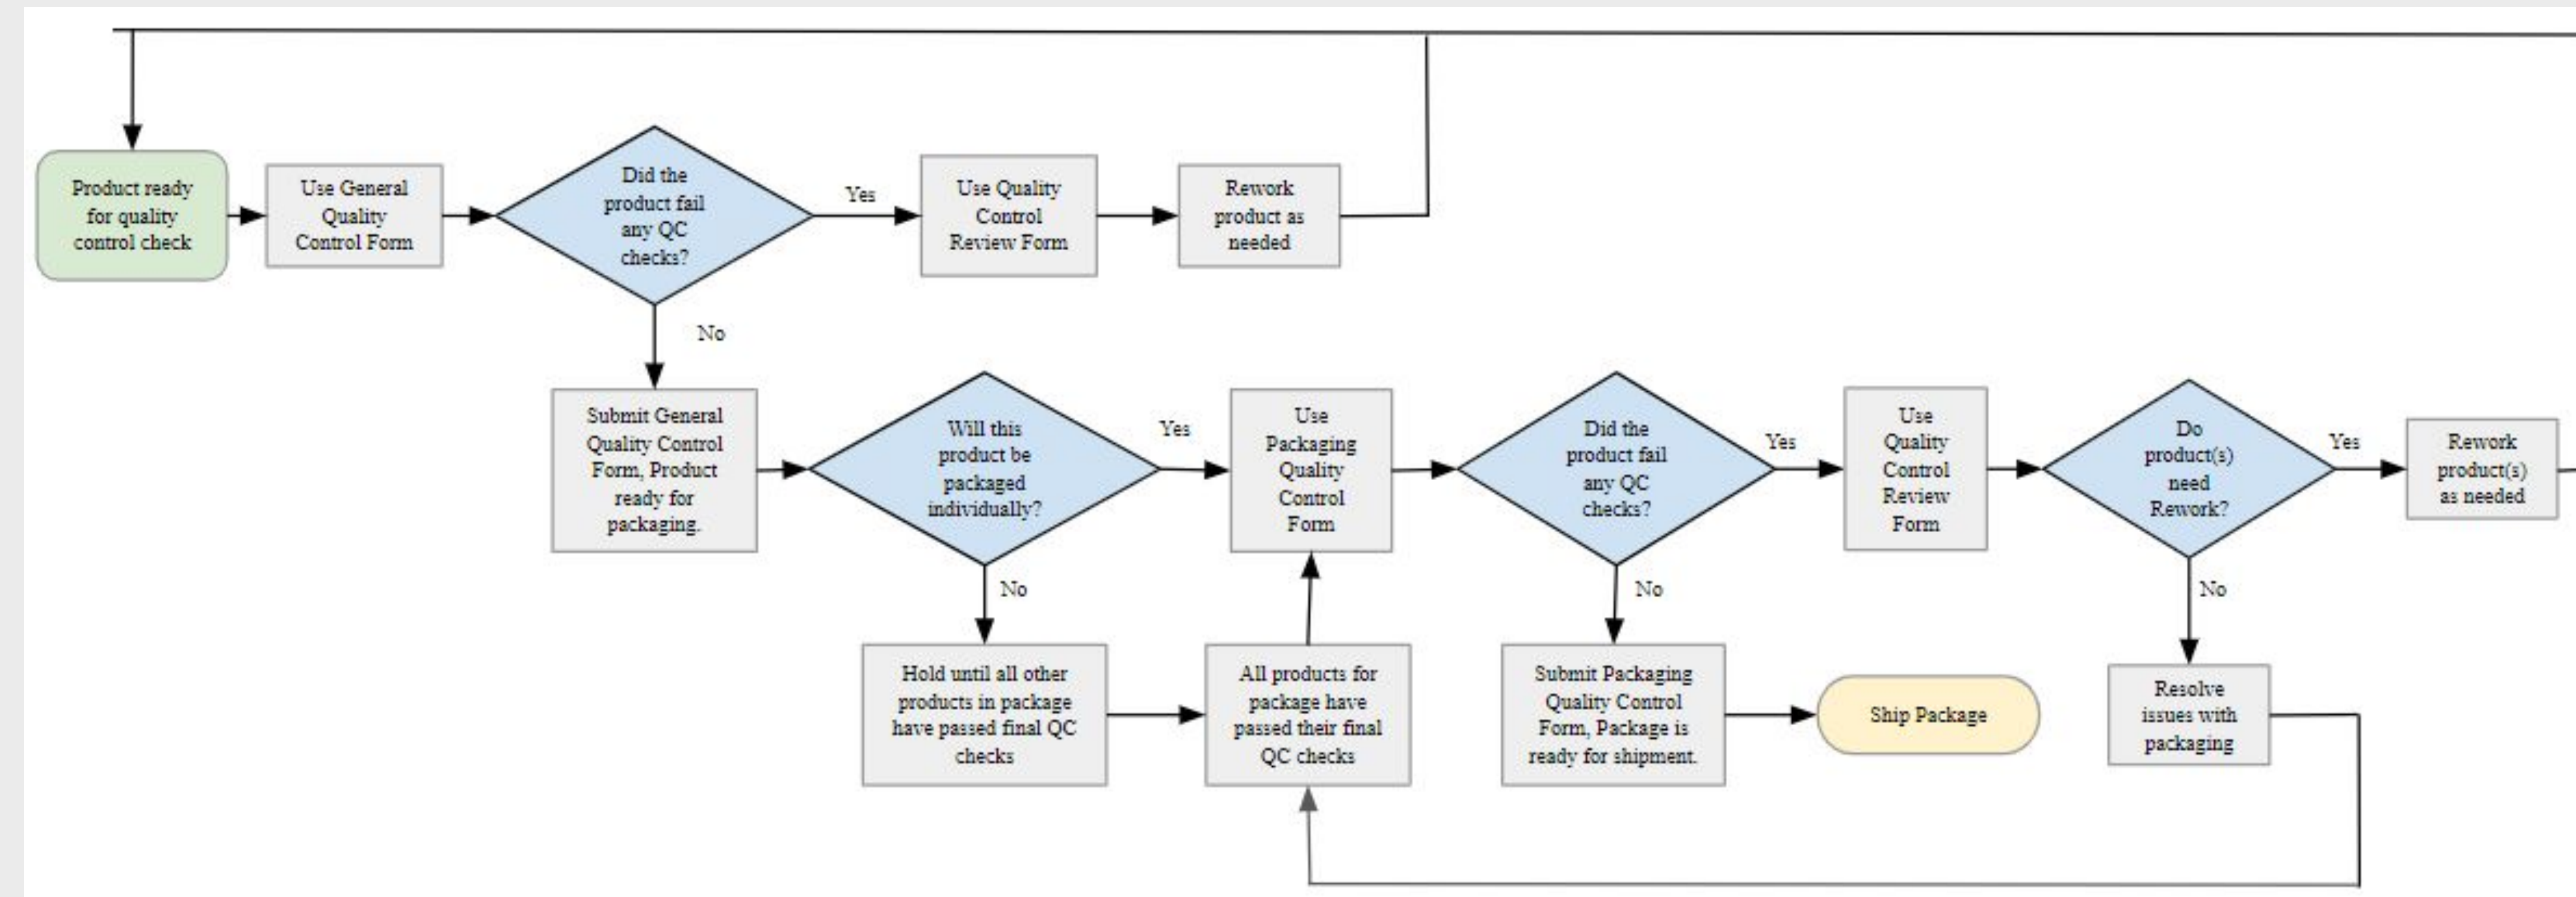 Product ready
for quality
control check
Use General
Quality
Control Form
Did the
product fail
any QC
checks?
Yes
Use Quality
Control
Review Form
Rework
product as
needed
No
Submit General
Quality Control
Form, Product
ready for
packaging.
Will this
product be
packaged
individually?
Yes
Use
Packaging
Quality
Control
Form
Did the
product fail
any QC
checks?
Yes
Use
Quality
Control
Review
Form
Do
product(s)
need
Rework?
Yes
Rework
product(s)
as needed
No
No
No
Hold until all other
products in package
have passed final QC
checks
All products for
package have
passed their final
QC checks
Submit Packaging
Quality Control
Form, Package is
ready for shipment.
Ship Package
Resolve
issues with
packaging